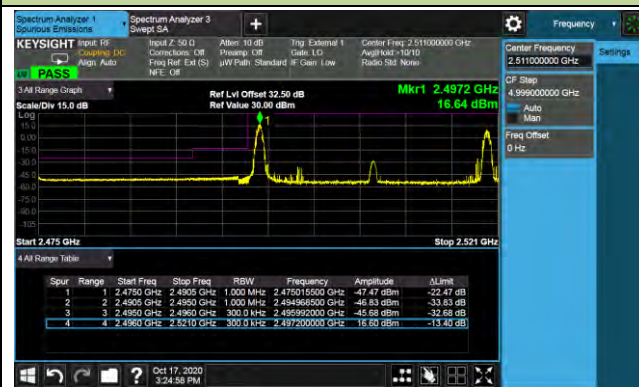 Spectrum Analyzer 1
Spurious Emissions
Spectrum Analyzer 3
Swept SA
+
Frequency
KEYSIGHT
Input: RF
Coupling: DC
Align: Auto
Input Z: 50 Ω
Corrections: Off
Freq Ref: Ext (S)
NFE: Off
Atten: 10 dB
Preamp: Off
µW Path: Standard
Trig: External 1
Gate: LO
IF Gain: Low
Center Freq: 2.511000000 GHz
Avg|Hold:>10/10
Radio Std: None
LW PASS
Center Frequency
2.511000000 GHz
Settings
CF Step
4.999000000 GHz
Auto
Man
Freq Offset
0 Hz
3 All Range Graph
Scale/Div 15.0 dB
Ref Lvl Offset 32.50 dB
Ref Value 30.00 dBm
Mkr1 2.4972 GHz
16.64 dBm
Log
15.0
0.00
-15.0
-30.0
-45.0
-60.0
-75.0
-90.0
-105
1
Start 2.475 GHz
Stop 2.521 GHz
4 All Range Table
Spur Range Start Freq Stop Freq RBW Frequency Amplitude ΔLimit
1 1 2.4750 GHz 2.4905 GHz 1.000 MHz 2.475015500 GHz -47.47 dBm -22.47 dB
2 2 2.4905 GHz 2.4950 GHz 1.000 MHz 2.494968500 GHz -46.83 dBm -33.83 dB
3 3 2.4950 GHz 2.4960 GHz 300.0 kHz 2.495992000 GHz -45.68 dBm -32.68 dB
4 4 2.4960 GHz 2.5210 GHz 300.0 kHz 2.497200000 GHz 16.60 dBm -13.40 dB
?
Oct 17, 2020
3:24:58 PM